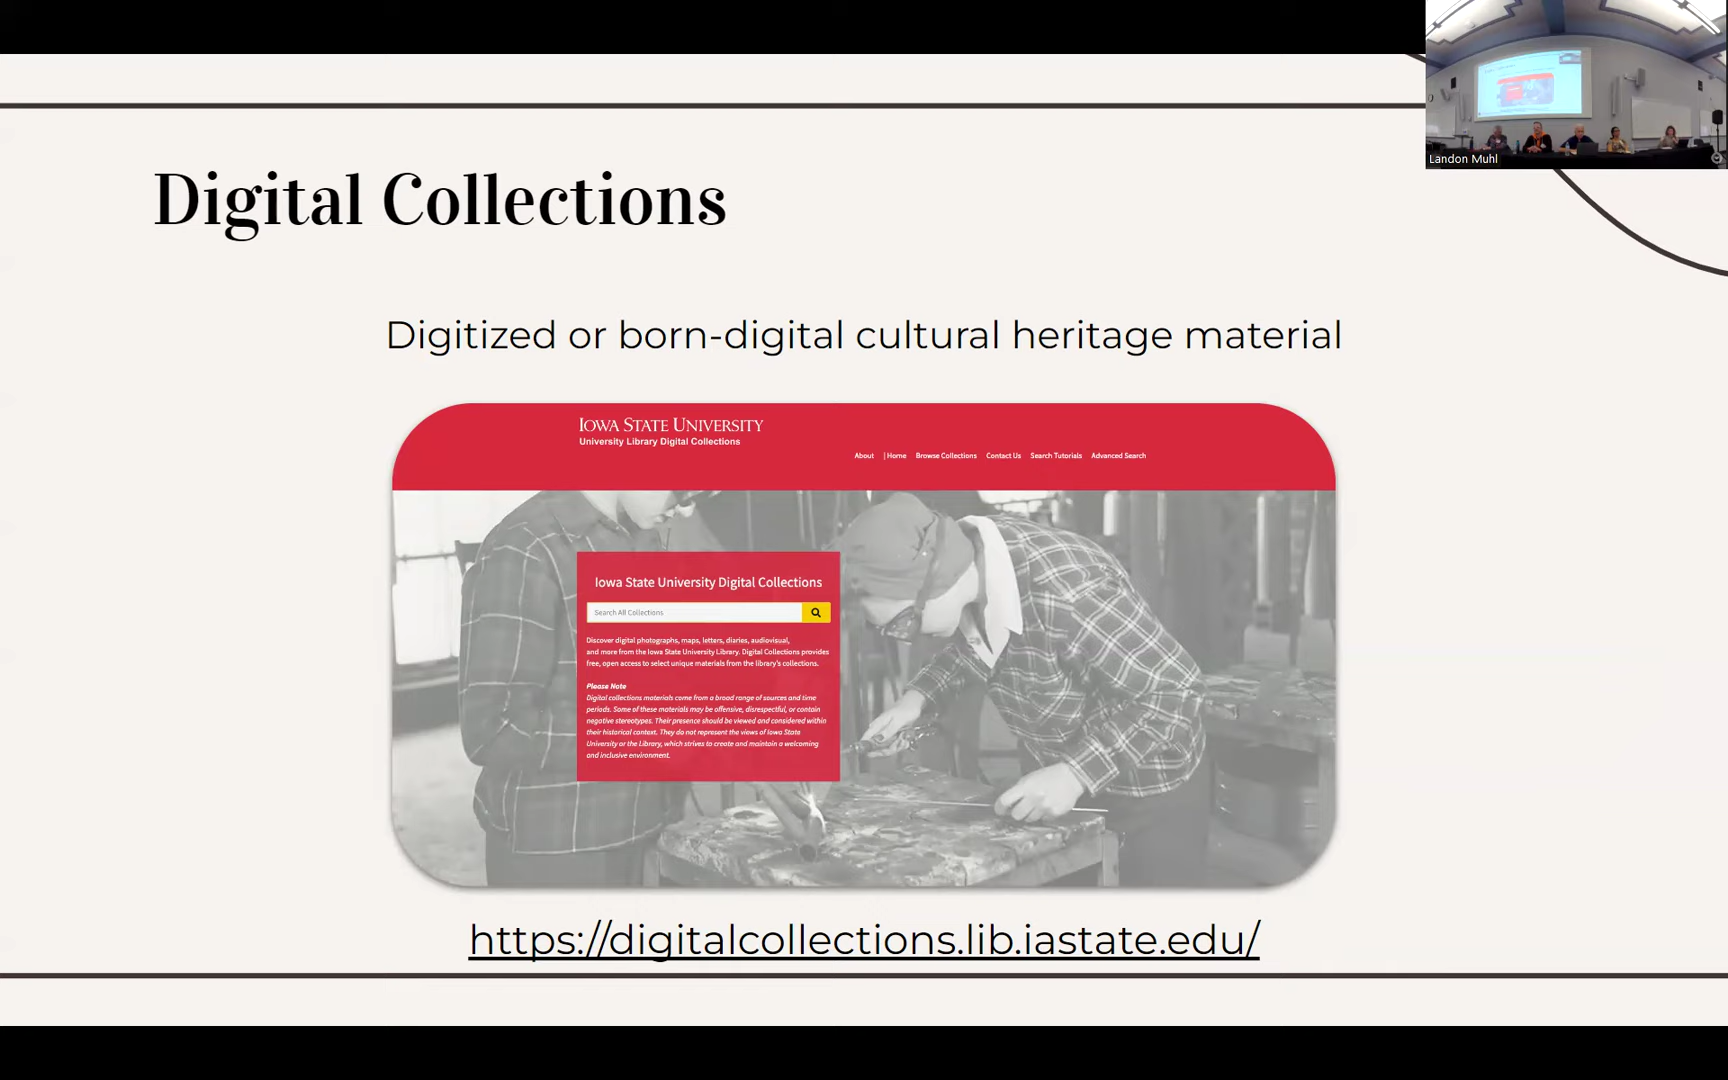 Landon Muhl
Digital Collections
Digitized or born-digital cultural heritage material
IOWA STATE UNIVERSITY
University Library Digital Collections
About | Home Browse Collections Contact Us Search Tutorials Advanced Search
Iowa State University Digital Collections
Search All Collections
Discover digital photographs, maps, letters, diaries, audiovisual,
and more from the Iowa State University Library. Digital Collections provides
free, open access to select unique materials from the library's collections.
Please Note
Digital collections materials come from a broad range of sources and time
periods. Some of these materials may be offensive, disrespectful, or contain
negative stereotypes. Their presence should be viewed and considered within
their historical context. They do not represent the views of Iowa State
University or the Library, which strives to create and maintain a welcoming
and inclusive environment.
https://digitalcollections.lib.iastate.edu/